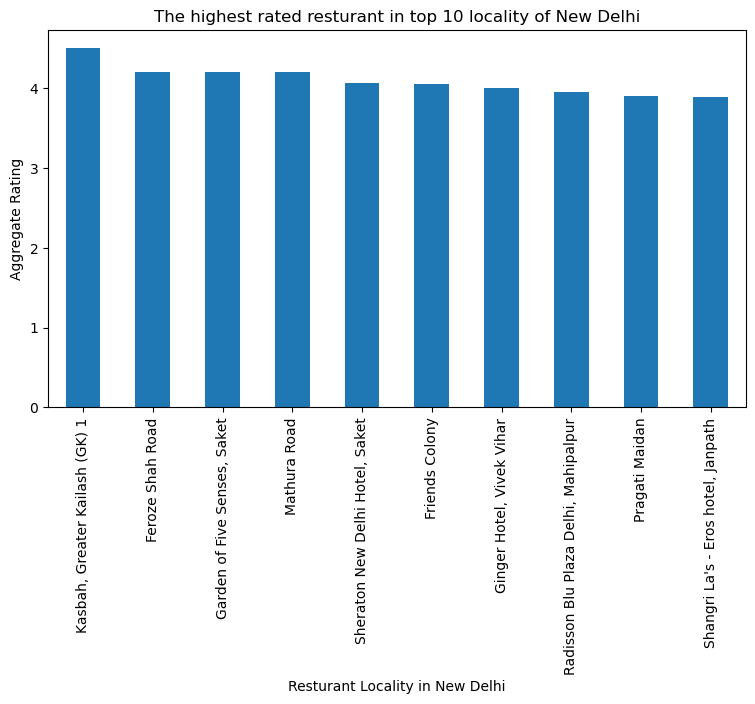 The highest rated resturant in top 10 locality of New Delhi
Aggregate Rating
4
3
2
1
0
Kasbah, Greater Kailash (GK) 1
Feroze Shah Road
Garden of Five Senses, Saket
Mathura Road
Sheraton New Delhi Hotel, Saket
Friends Colony
Ginger Hotel, Vivek Vihar
Radisson Blu Plaza Delhi, Mahipalpur
Pragati Maidan
Shangri La's - Eros hotel, Janpath
Resturant Locality in New Delhi